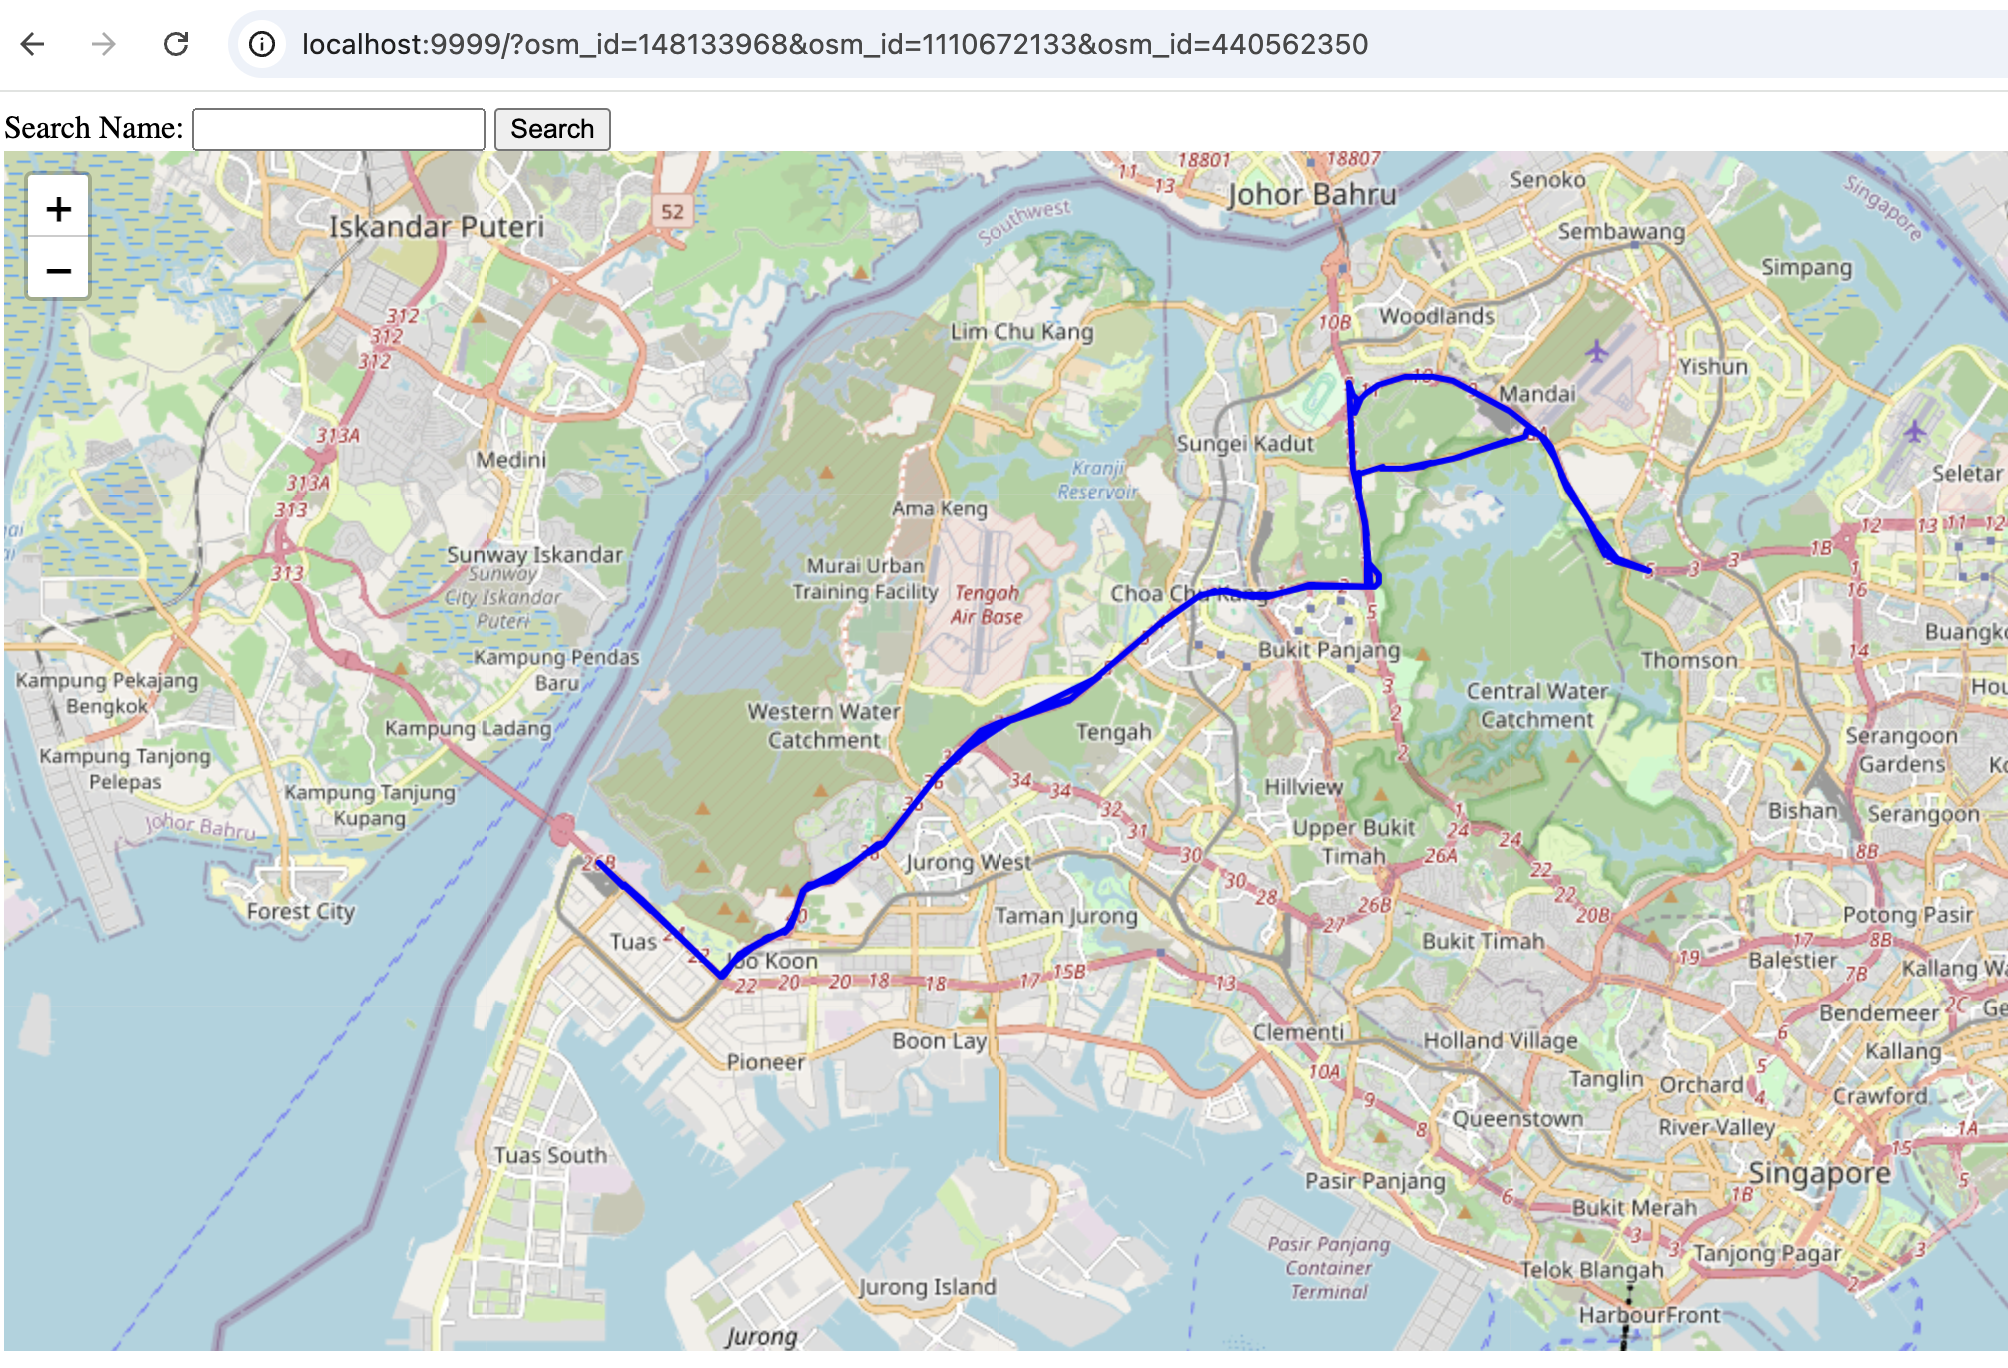 localhost:9999/?osm_id=148133968&osm_id=1110672133&osm_id=440562350
Search Name:
Search
+
−
18801
18807
11
13
Johor Bahru
Senoko
Singapore
52
Southwest
Iskandar Puteri
Sembawang
Simpang
Lim Chu Kang
10B
Woodlands
312
312
312
Yishun
Mandai
313A
Sungei Kadut
Medini
Kranji
Reservoir
Seletar
313A
313
Ama Keng
12
13
11
12
1B
Sunway Iskandar
Sunway
City Iskandar
Puteri
313
Murai Urban
Training Facility
Tengah
Air Base
Choa Chu Kang
5
3
3
1
16
5
Bukit Panjang
Kampung Pendas
Baru
Thomson
14
Kampung Pekajang
Bengkok
3
Central Water
Catchment
Western Water
Catchment
2
Kampung Ladang
Tengah
2
Serangoon
Gardens
Kampung Tanjong
Pelepas
Hillview
34
34
32
31
Kampung Tanjung
Kupang
Johor Bahru
1
24
24
Bishan
Serangoon
Upper Bukit
Timah
26A
22
22
8B
30
30
28
Jurong West
26B
Forest City
Taman Jurong
27
26B
20B
Potong Pasir
Tuas
Joo Koon
Bukit Timah
17
8B
Balestier
19
7B
22
20
20
18
18
17
15B
13
2C
Bendemeer
6
Clementi
Boon Lay
Pioneer
Holland Village
Kallang
10A
Tanglin
Orchard
5
4
Crawford
9
8
Queenstown
River Valley
1A
15
Tuas South
Pasir Panjang
Singapore
5
6
1B
Bukit Merah
3
3
Pasir Panjang
Container
Terminal
Tanjong Pagar
3
Telok Blangah
2
Jurong Island
HarbourFront
Jurong